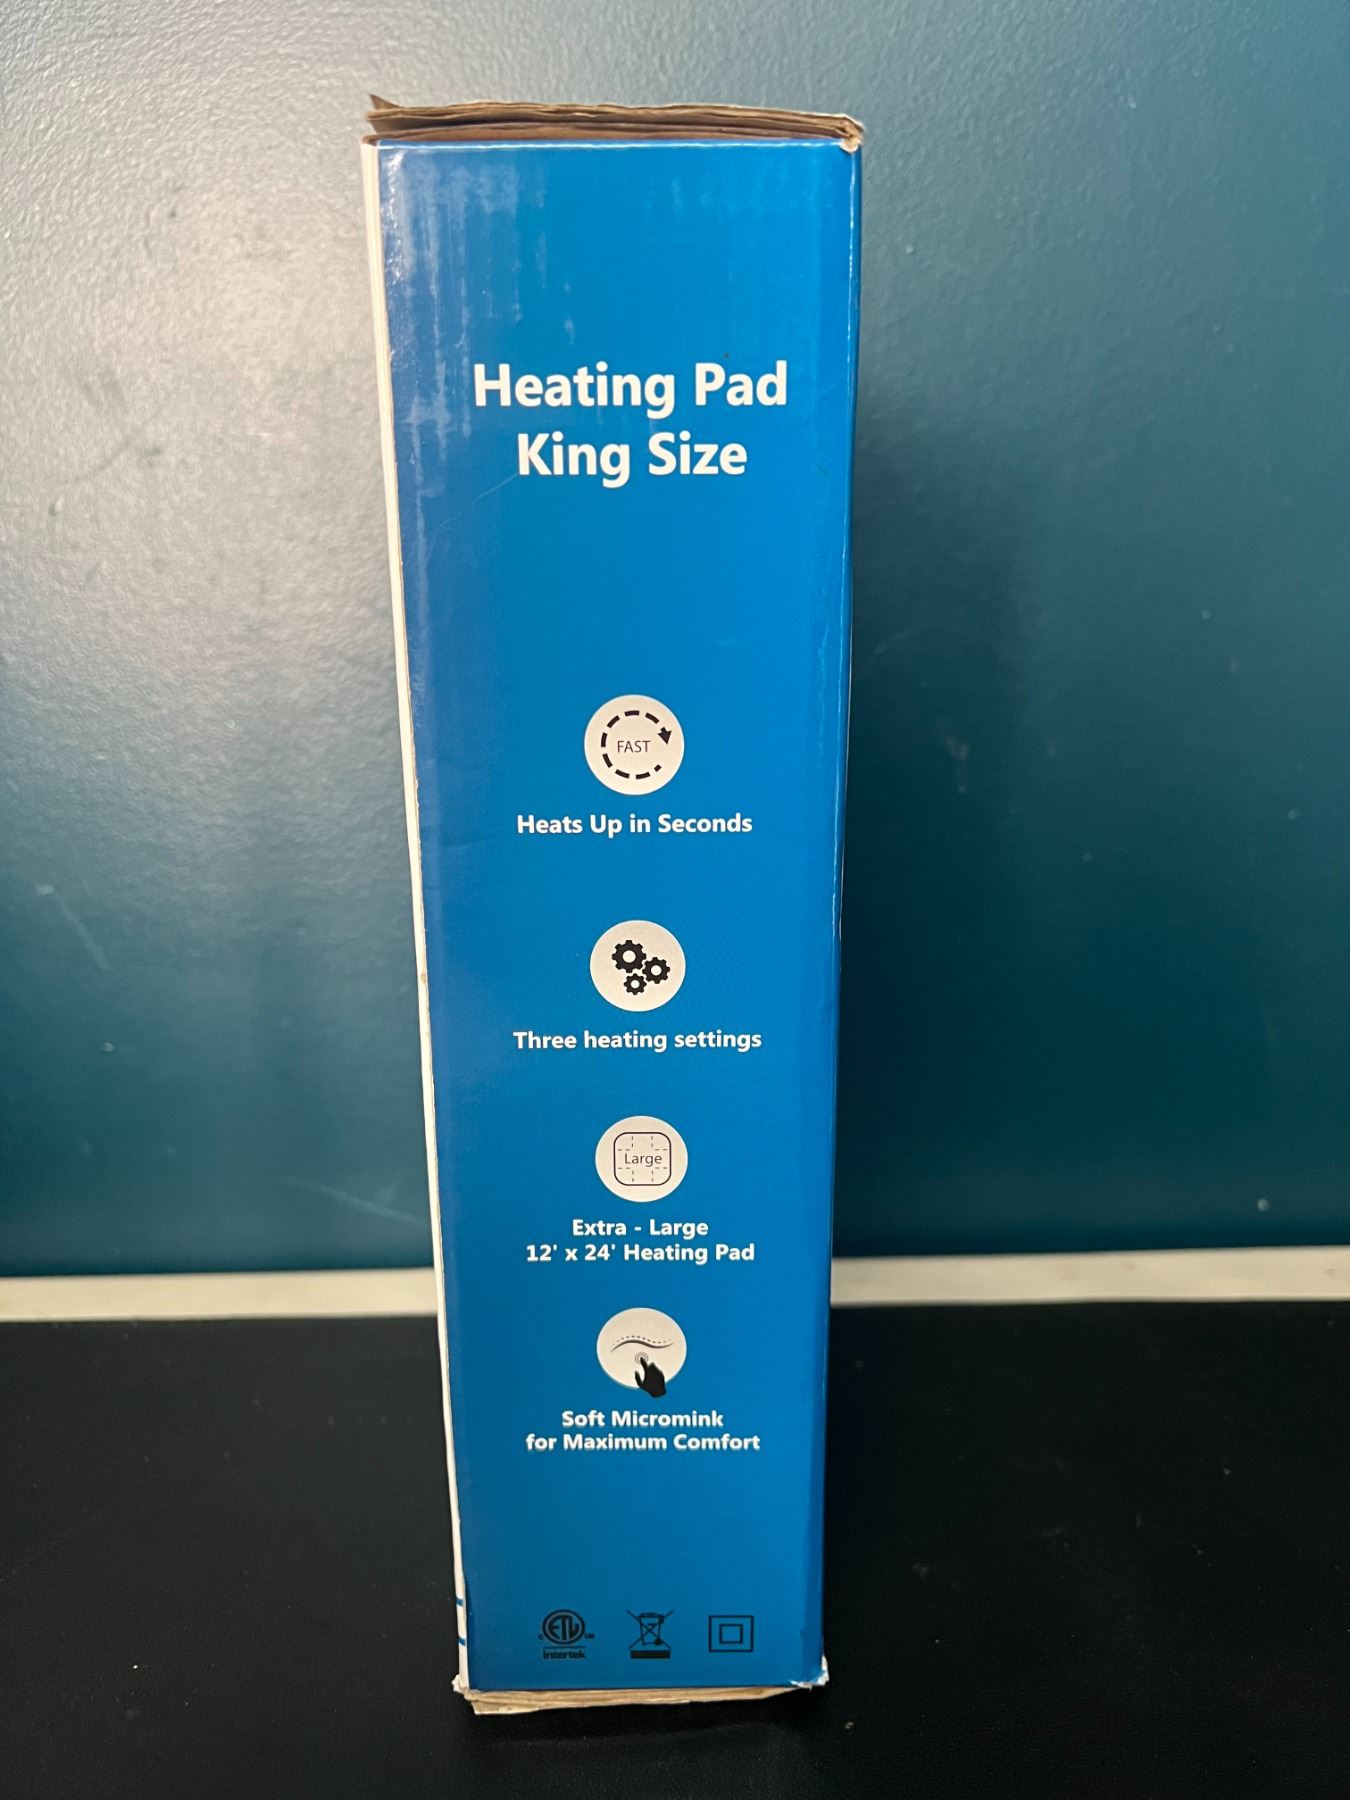 Heating Pad
King Size
FAST
Heats Up in Seconds
Three heating settings
Large
Extra - Large
12' x 24' Heating Pad
Soft Micromink
for Maximum Comfort
ETL
Intertek